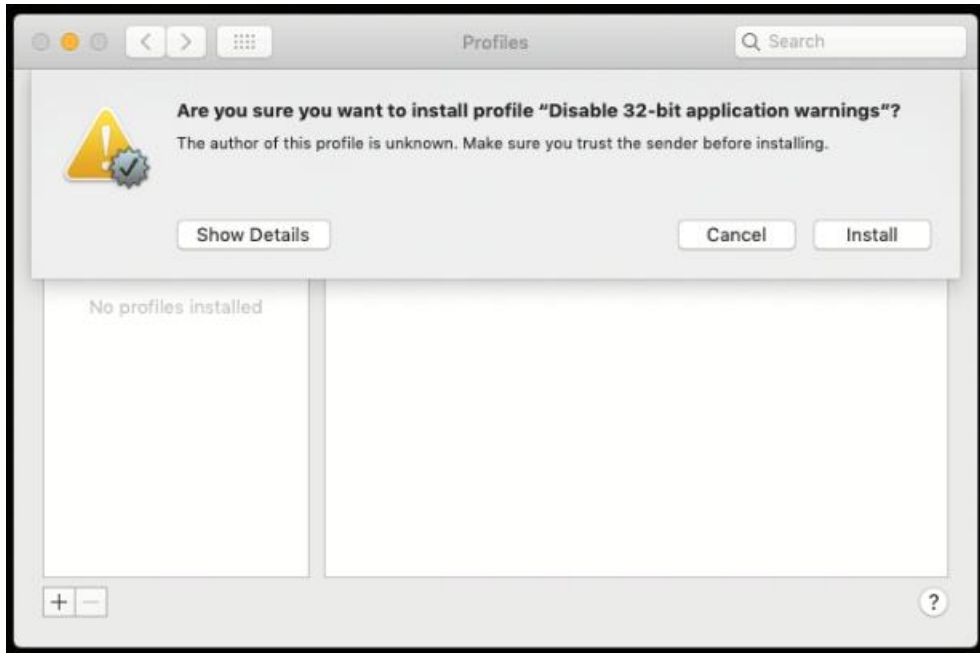 Profiles
Search
Are you sure you want to install profile “Disable 32-bit application warnings”?
The author of this profile is unknown. Make sure you trust the sender before installing.
Show Details
Cancel
Install
No profiles installed
+
−
?